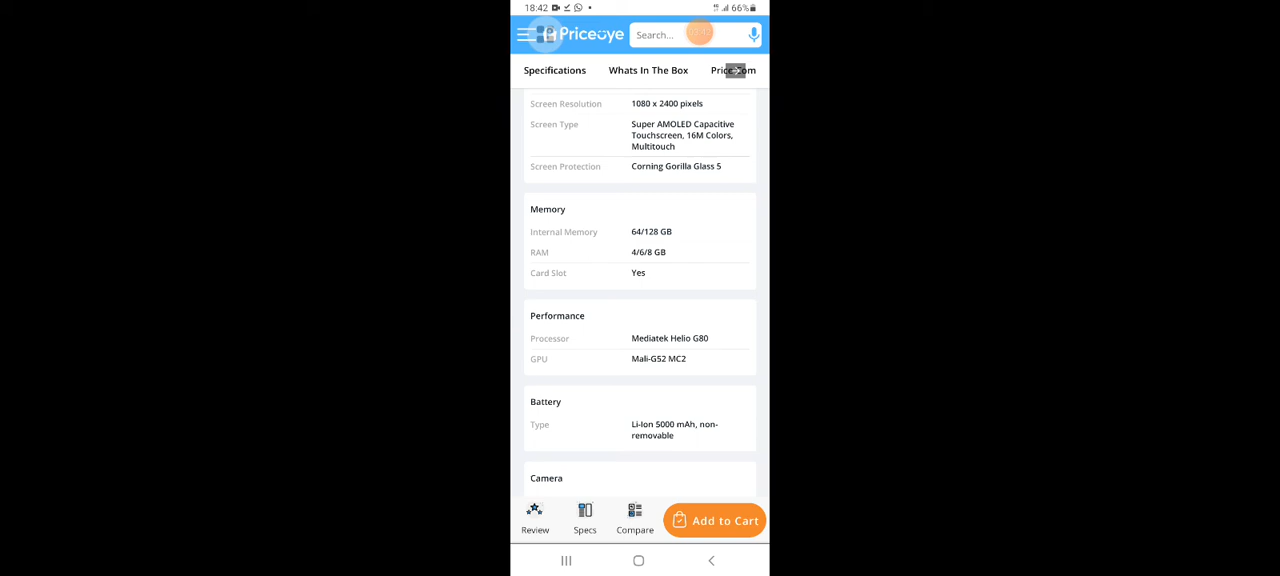 18:42 66%
Priceoye Search...
Specifications Whats In The Box Price Com
Screen Resolution 1080 x 2400 pixels
Screen Type Super AMOLED Capacitive
Touchscreen, 16M Colors,
Multitouch
Screen Protection Corning Gorilla Glass 5
Memory
Internal Memory 64/128 GB
RAM 4/6/8 GB
Card Slot Yes
Performance
Processor Mediatek Helio G80
GPU Mali-G52 MC2
Battery
Type Li-Ion 5000 mAh, non-
removable
Camera
Review Specs Compare Add to Cart